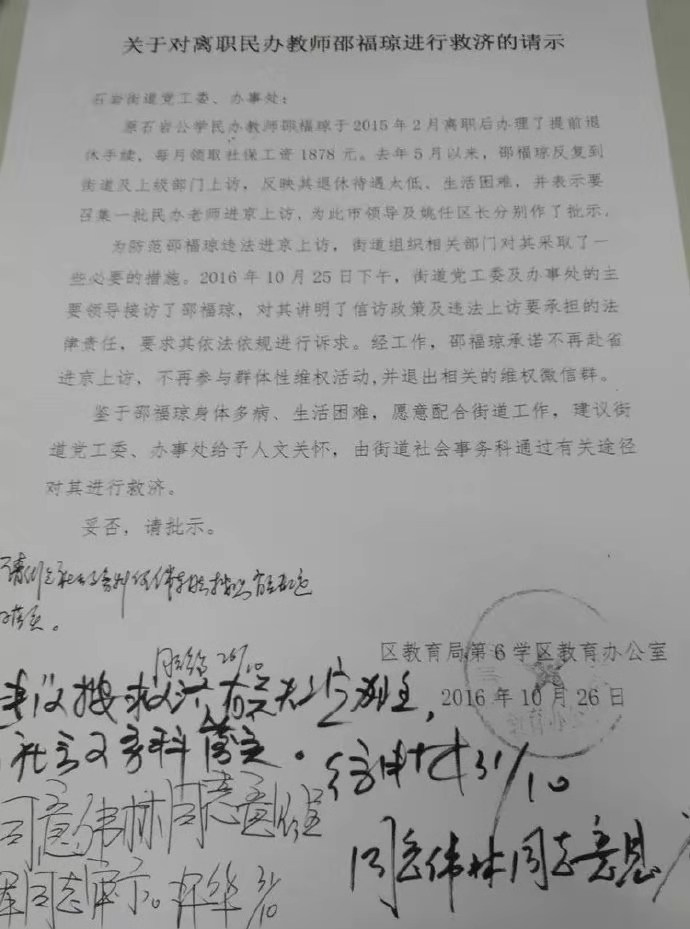 关于对离职民办教师邵福琼进行救济的请示
石岩街道党工委、办事处：
原石岩公学民办教师邵福琼于2015年2月离职后办理了提前退
休手续，每月领取社保工资1878元。去年5月以来，邵福琼反复到
街道及上级部门上访，反映其退休待遇太低、生活困难，并表示要
召集一批民办老师进京上访，为此市领导及姚任区长分别作了批示。
为防范邵福琼违法进京上访，街道组织相关部门对其采取了一
些必要的措施。2016年10月25日下午，街道党工委及办事处的主
要领导接访了邵福琼，对其讲明了信访政策及违法上访要承担的法
律责任，要求其依法依规进行诉求。经工作，邵福琼承诺不再赴省
进京上访，不再参与群体性维权活动,并退出相关的维权微信群。
鉴于邵福琼身体多病、生活困难，愿意配合街道工作，建议街
道党工委、办事处给予人文关怀，由街道社会事务科通过有关途径
对其进行救济。
妥否，请批示。
区教育局第6学区教育办公室
2016年10月26日
建议按救济有关规定办理，
社会事务科落实。
31/10
同意伟林同志意见
同意伟林同志意见
同志审示。
31/10